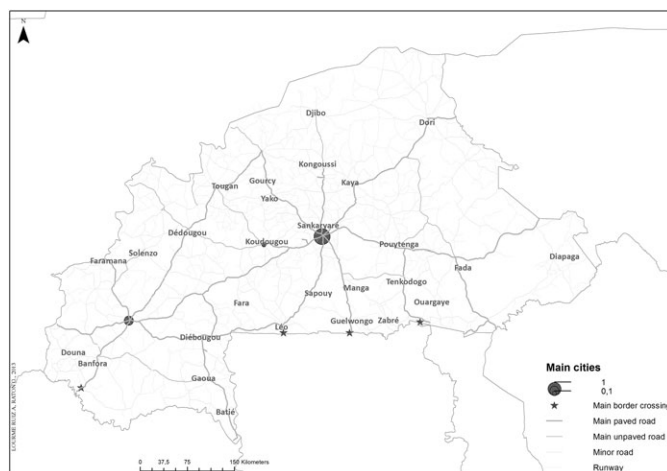 N
Djibo
Dori
Kongoussi
Gourcy
Kaya
Tougan
Yako
Sankaryaré
Dédougou
Koudougou
Pouytenga
Solenzo
Faramana
Fada
Diapaga
Tenkodogo
Manga
Sapouy
Fara
Ouargaye
Guelwongo
Zabré
Léo
Diébougou
Douna
Banfora
Gaoua
Batié
Main cities
1
0,1
Main border crossing
Main paved road
Main unpaved road
Minor road
Runway
0 37,5 75 150 Kilometers